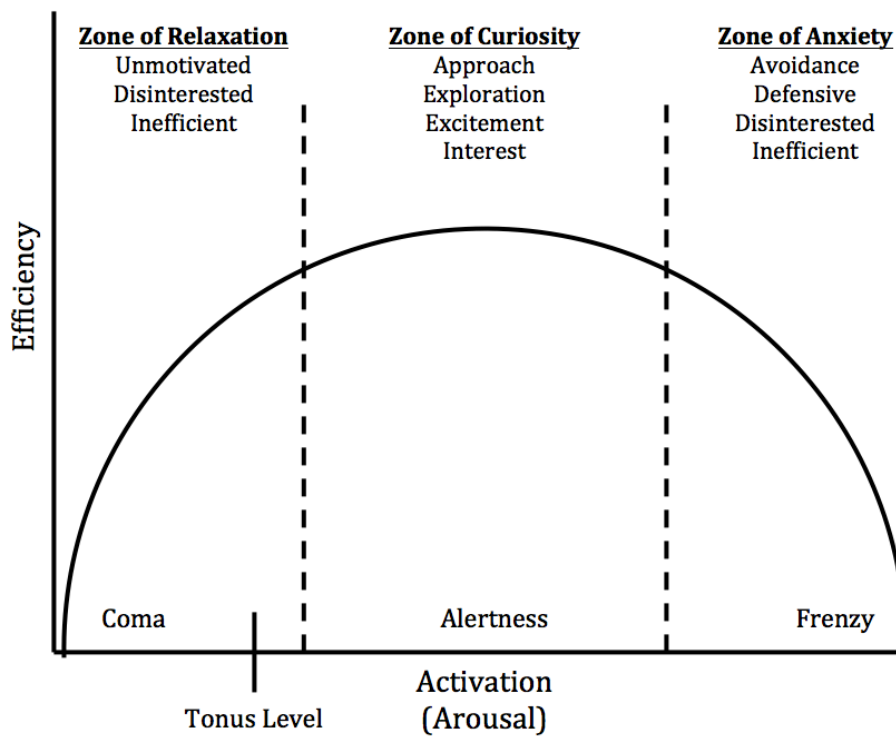 Zone of Relaxation
Unmotivated
Disinterested
Inefficient
Zone of Curiosity
Approach
Exploration
Excitement
Interest
Zone of Anxiety
Avoidance
Defensive
Disinterested
Inefficient
Efficiency
Coma
Alertness
Frenzy
Tonus Level
Activation
(Arousal)